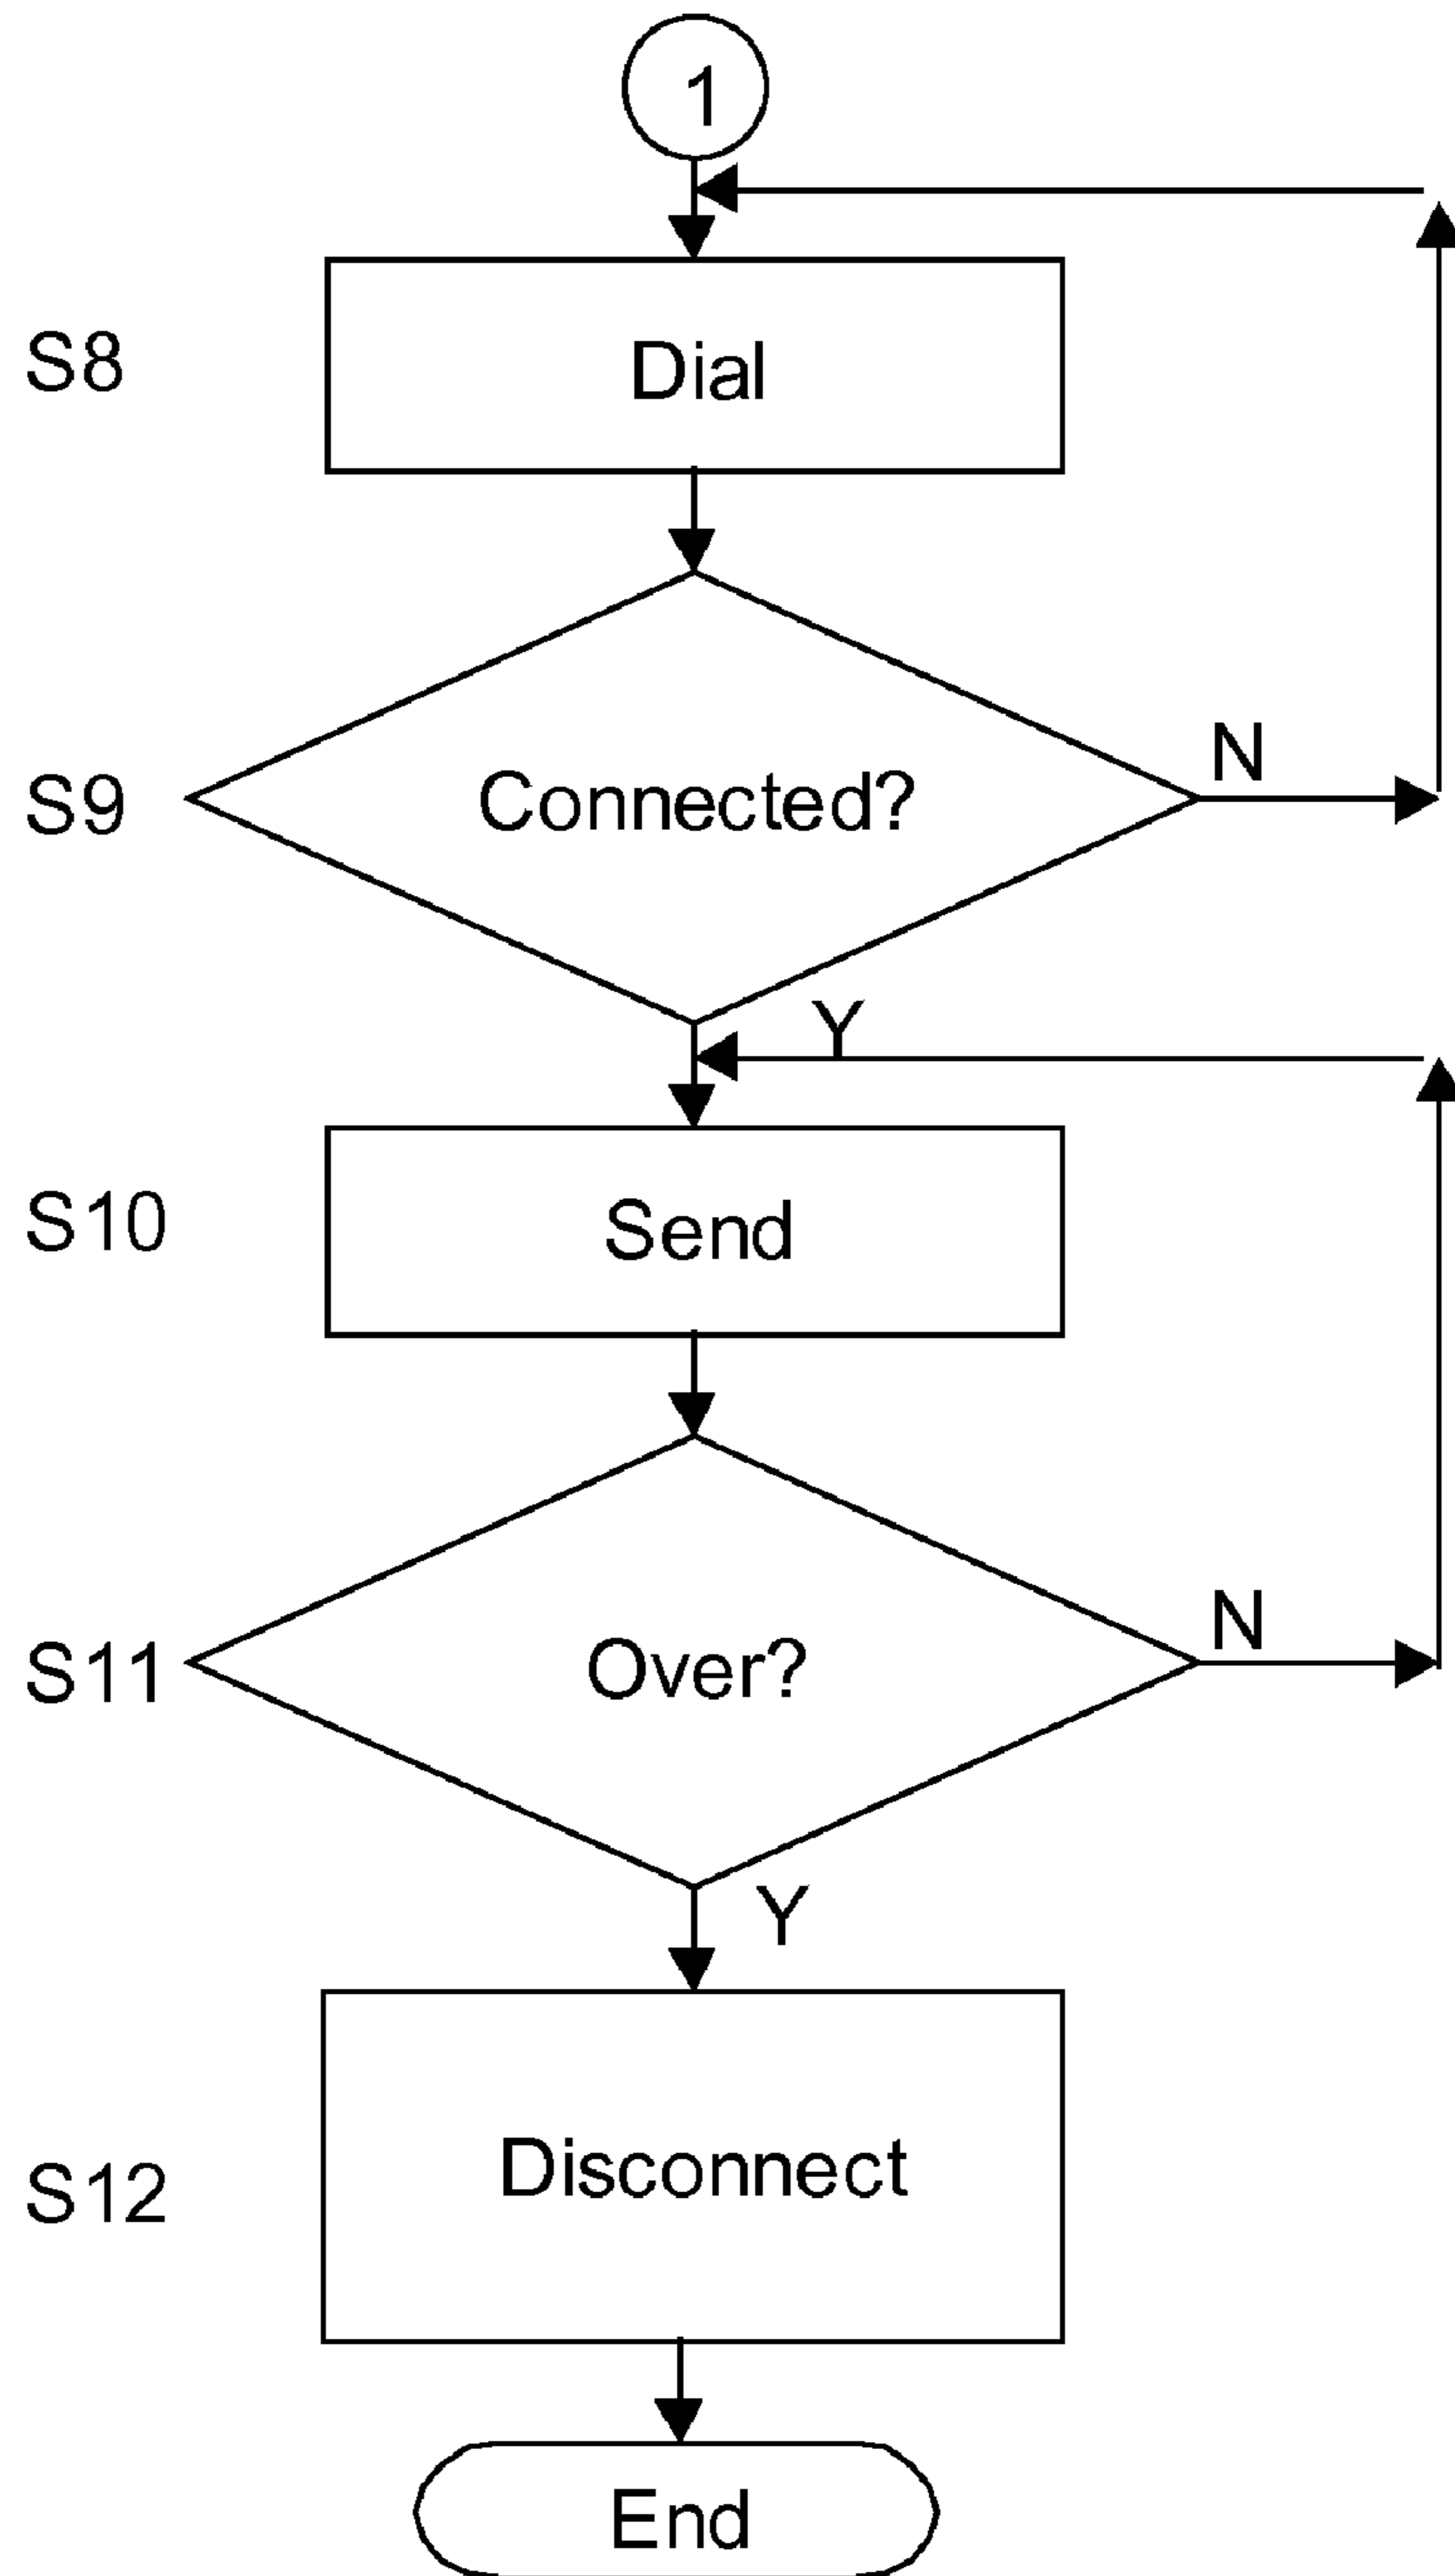 1
S8
Dial
S9
Connected?
N
Y
S10
Send
S11
Over?
N
Y
S12
Disconnect
End